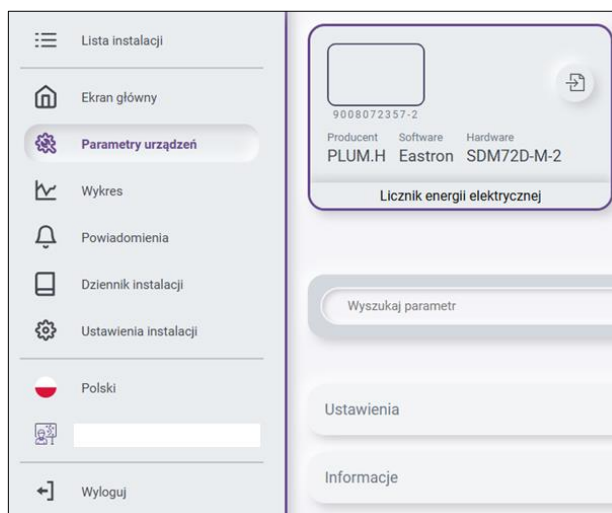 Lista instalacji
Ekran główny
Parametry urządzeń
Wykres
Powiadomienia
Dziennik instalacji
Ustawienia instalacji
Polski
Wyloguj
9008072357-2
Producent Software Hardware
PLUM.H Eastron SDM72D-M-2
Licznik energii elektrycznej
Wyszukaj parametr
Ustawienia
Informacje